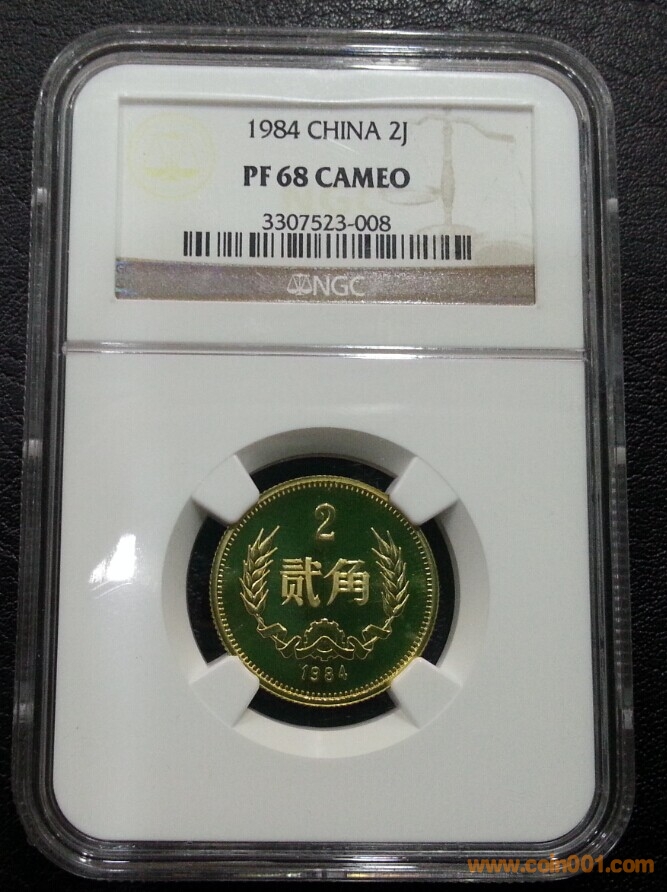 1984 CHINA 2J
PF 68 CAMEO
3307523-008
NGC
2
贰角
1984
www.coin001.com